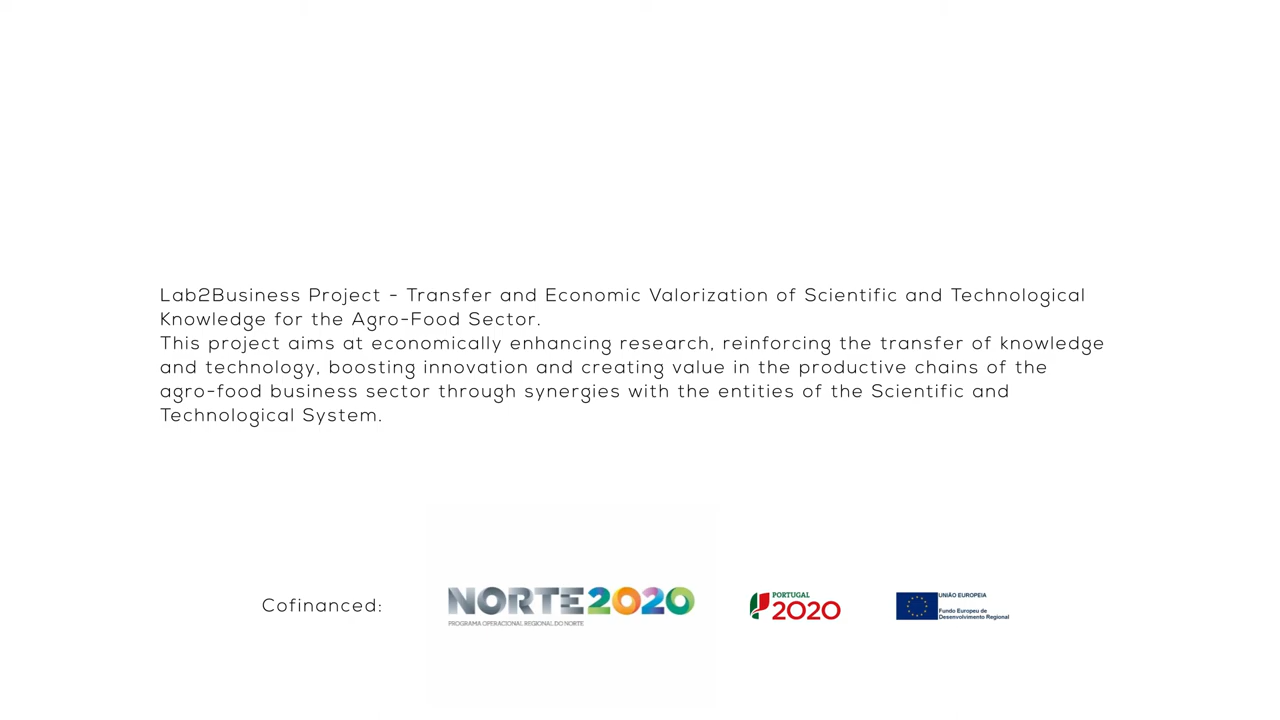 Lab2Business Project - Transfer and Economic Valorization of Scientific and Technological
Knowledge for the Agro-Food Sector.
This project aims at economically enhancing research, reinforcing the transfer of knowledge
and technology, boosting innovation and creating value in the productive chains of the
agro-food business sector through synergies with the entities of the Scientific and
Technological System.
Cofinanced:
NORTE2020
PROGRAMA OPERACIONAL REGIONAL DO NORTE
PORTUGAL
2020
UNIÃO EUROPEIA
Fundo Europeu de
Desenvolvimento Regional